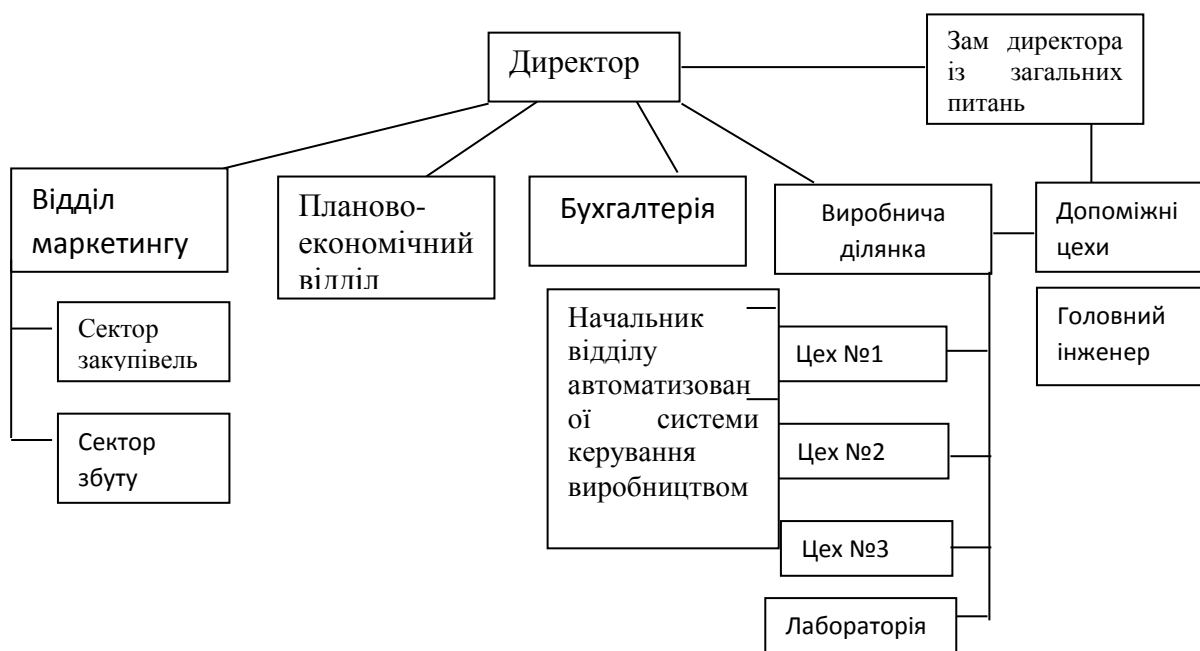 Директор
Зам директора
із загальних
питань
Відділ
маркетингу
Планово-
економічний
відділ
Бухгалтерія
Виробнича
ділянка
Допоміжні
цехи
Сектор
закупівель
Сектор
збуту
Начальник
відділу
автоматизован
ої системи
керування
виробництвом
Цех №1
Цех №2
Цех №3
Лабораторія
Головний
інженер